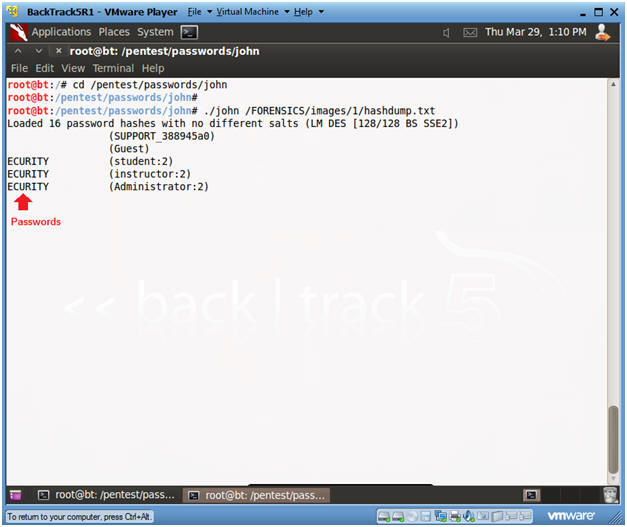 BackTrack5R1 - VMware Player File Virtual Machine Help
Applications Places System Thu Mar 29, 1:10 PM
root@bt: /pentest/passwords/john
File Edit View Terminal Help
root@bt:/# cd /pentest/passwords/john
root@bt:/pentest/passwords/john#
root@bt:/pentest/passwords/john# ./john /FORENSICS/images/1/hashdump.txt
Loaded 16 password hashes with no different salts (LM DES [128/128 BS SSE2])
(SUPPORT_388945a0)
(Guest)
ECURITY (student:2)
ECURITY (instructor:2)
ECURITY (Administrator:2)
Passwords
<< back | track 5
root@bt: /pentest/pass... root@bt: /pentest/pass...
To return to your computer, press Ctrl+Alt. vmware